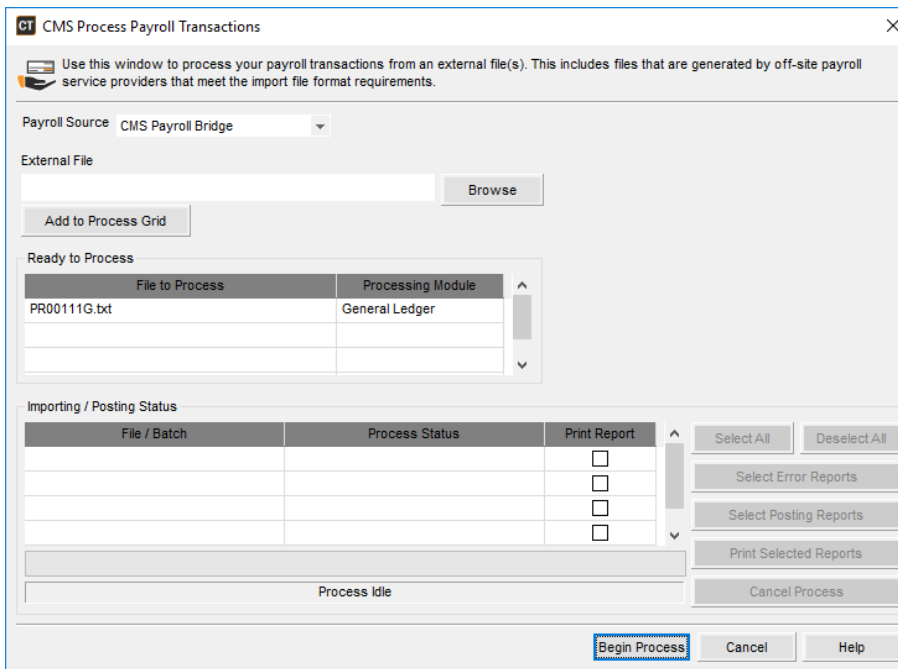 CT CMS Process Payroll Transactions
Use this window to process your payroll transactions from an external file(s). This includes files that are generated by off-site payroll
service providers that meet the import file format requirements.
Payroll Source CMS Payroll Bridge
External File
Browse
Add to Process Grid
Ready to Process
File to Process Processing Module
PR00111G.txt General Ledger
Importing / Posting Status
File / Batch Process Status Print Report
Select All Deselect All
Select Error Reports
Select Posting Reports
Print Selected Reports
Process Idle Cancel Process
Begin Process Cancel Help